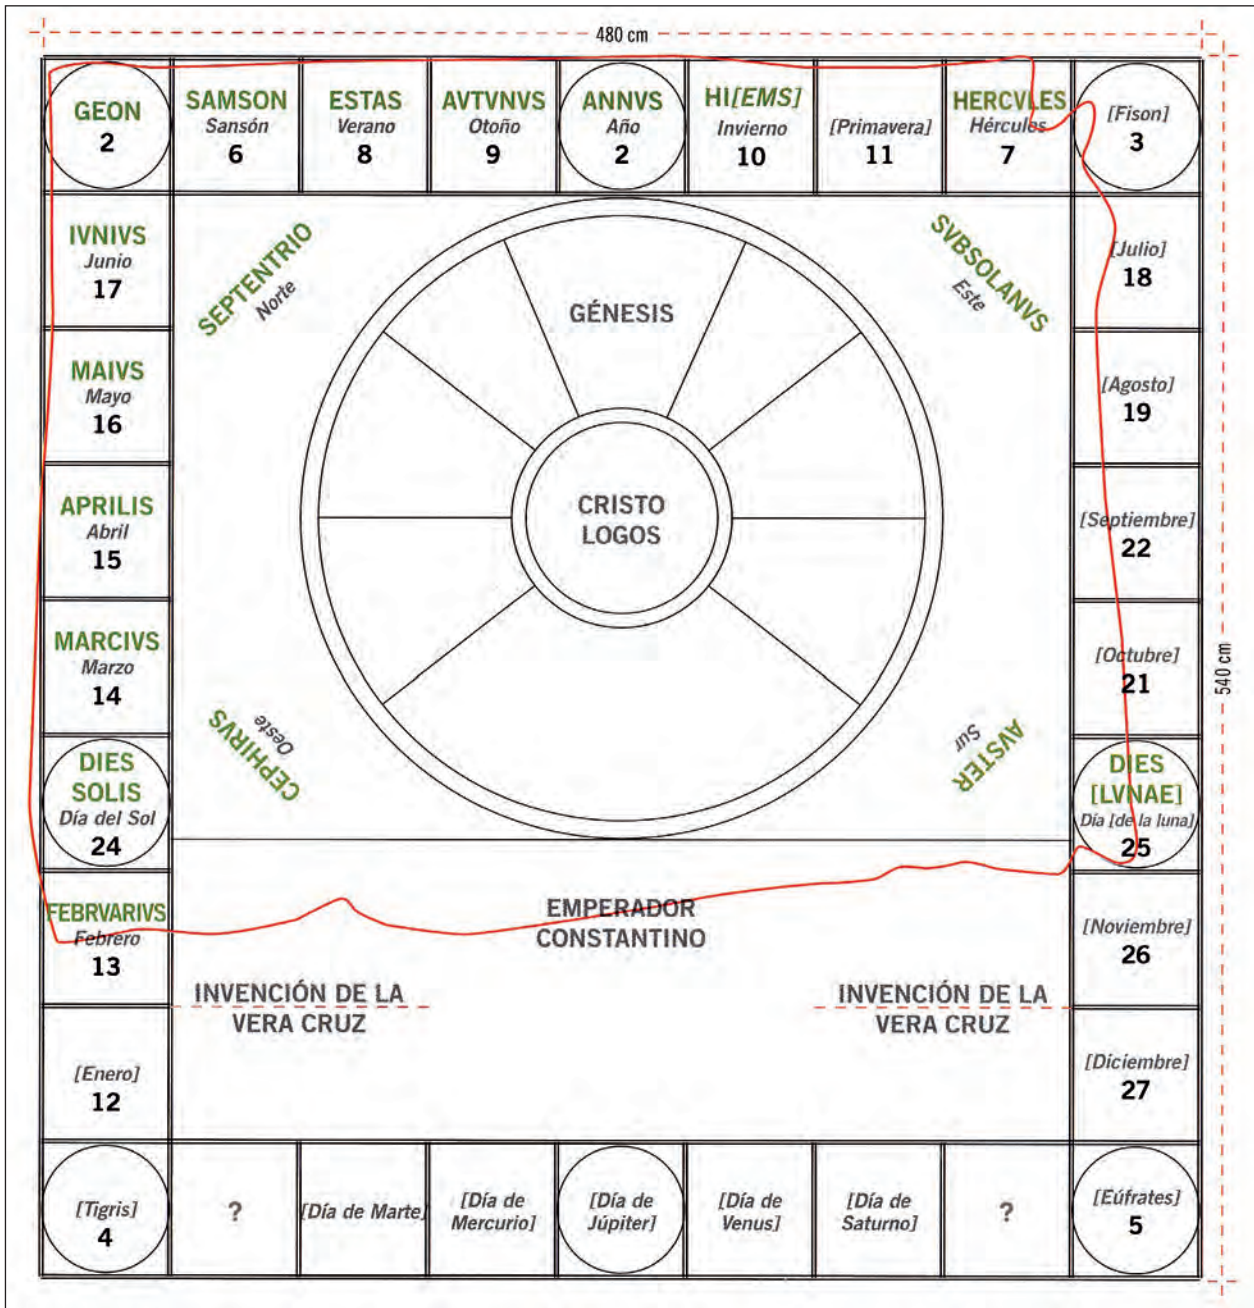 480 cm
GEON
2
SAMSON
Sansón
6
ESTAS
Verano
8
AVTVNVS
Otoño
9
ANNVS
Año
2
HI[EMS]
Invierno
10
[Primavera]
11
HERCVLES
Hércules
7
[Fison]
3
IVNIVS
Junio
17
MAIVS
Mayo
16
APRILIS
Abril
15
MARCIVS
Marzo
14
DIES
SOLIS
Día del Sol
24
FEBRVARIVS
Febrero
13
[Enero]
12
SEPTENTRIO
Norte
SVBSOLANVS
Este
GÉNESIS
CRISTO
LOGOS
CEPHIRVS
Oeste
AVSTER
Sur
EMPERADOR
CONSTANTINO
INVENCIÓN DE LA
VERA CRUZ
INVENCIÓN DE LA
VERA CRUZ
[Julio]
18
[Agosto]
19
[Septiembre]
22
[Octubre]
21
DIES
[LVNAE]
Día [de la luna]
25
[Noviembre]
26
[Diciembre]
27
540 cm
[Tigris]
4
?
[Día de Marte]
[Día de
Mercurio]
[Día de
Júpiter]
[Día de
Venus]
[Día de
Saturno]
?
[Eúfrates]
5